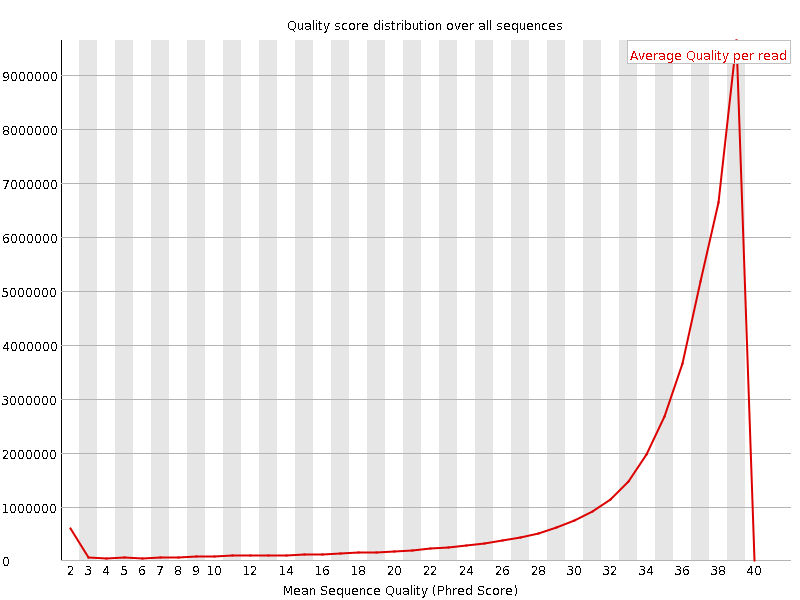 Quality score distribution over all sequences
Average Quality per read
9000000
8000000
7000000
6000000
5000000
4000000
3000000
2000000
1000000
0
2 3 4 5 6 7 8 9 10 12 14 16 18 20 22 24 26 28 30 32 34 36 38 40
Mean Sequence Quality (Phred Score)